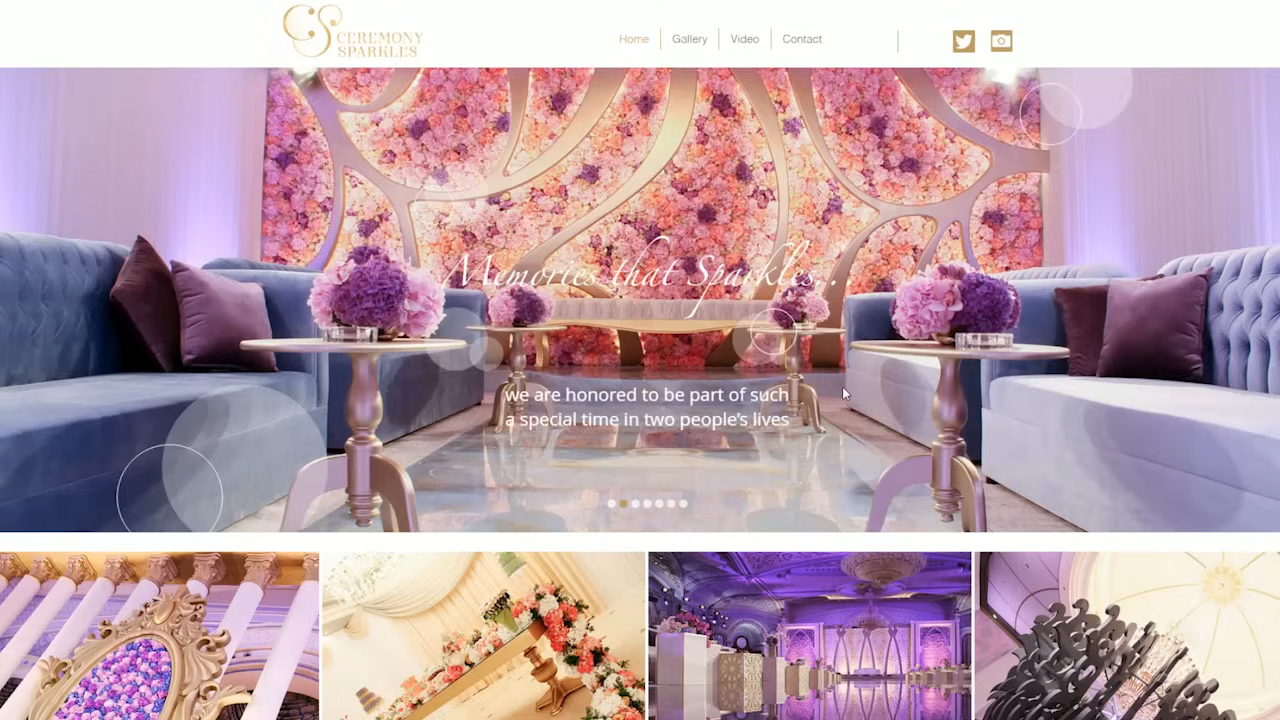 CS CEREMONY
SPARKLES
Home Gallery Video Contact
Memories that Sparkles...
we are honored to be part of such
a special time in two people's lives